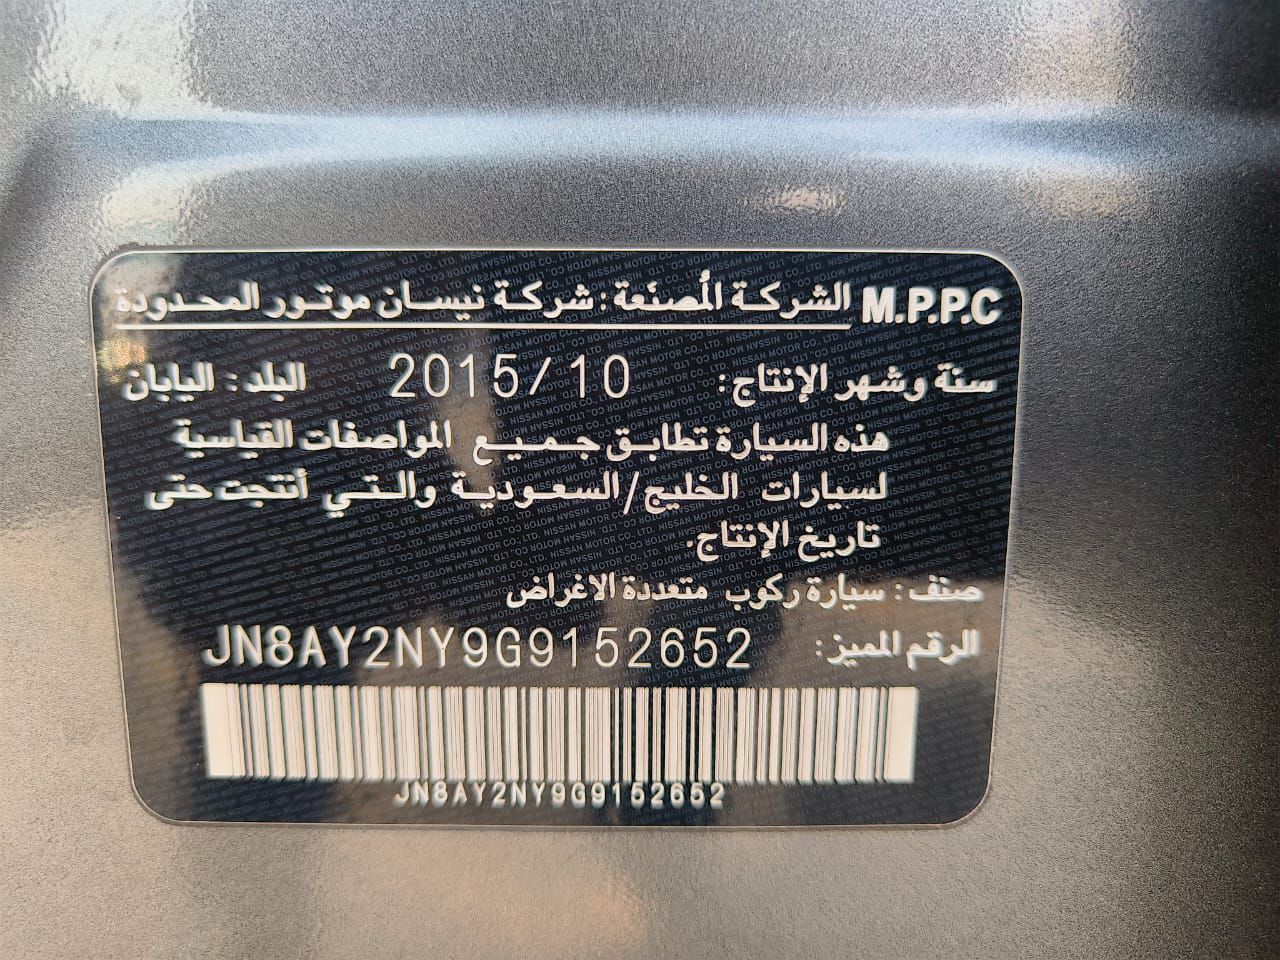 M.P.P.C الشركة المُصنّعة : شركة نيسان موتور المحدودة
سنة وشهر الإنتاج: 2015/10 البلد : اليابان
هذه السيارة تطابق جميع المواصفات القياسية
لسيارات الخليج/السعودية والتي أنتجت حتى
تاريخ الإنتاج.
صنف : سيارة ركوب متعددة الاغراض
الرقم المميز: JN8AY2NY9G9152652
JN8AY2NY9G9152652